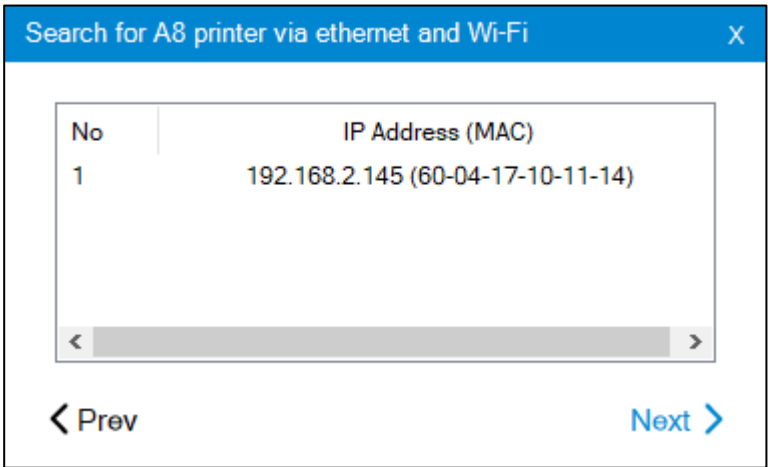 Search for A8 printer via ethernet and Wi-Fi X
No IP Address (MAC)
1 192.168.2.145 (60-04-17-10-11-14)
Prev Next